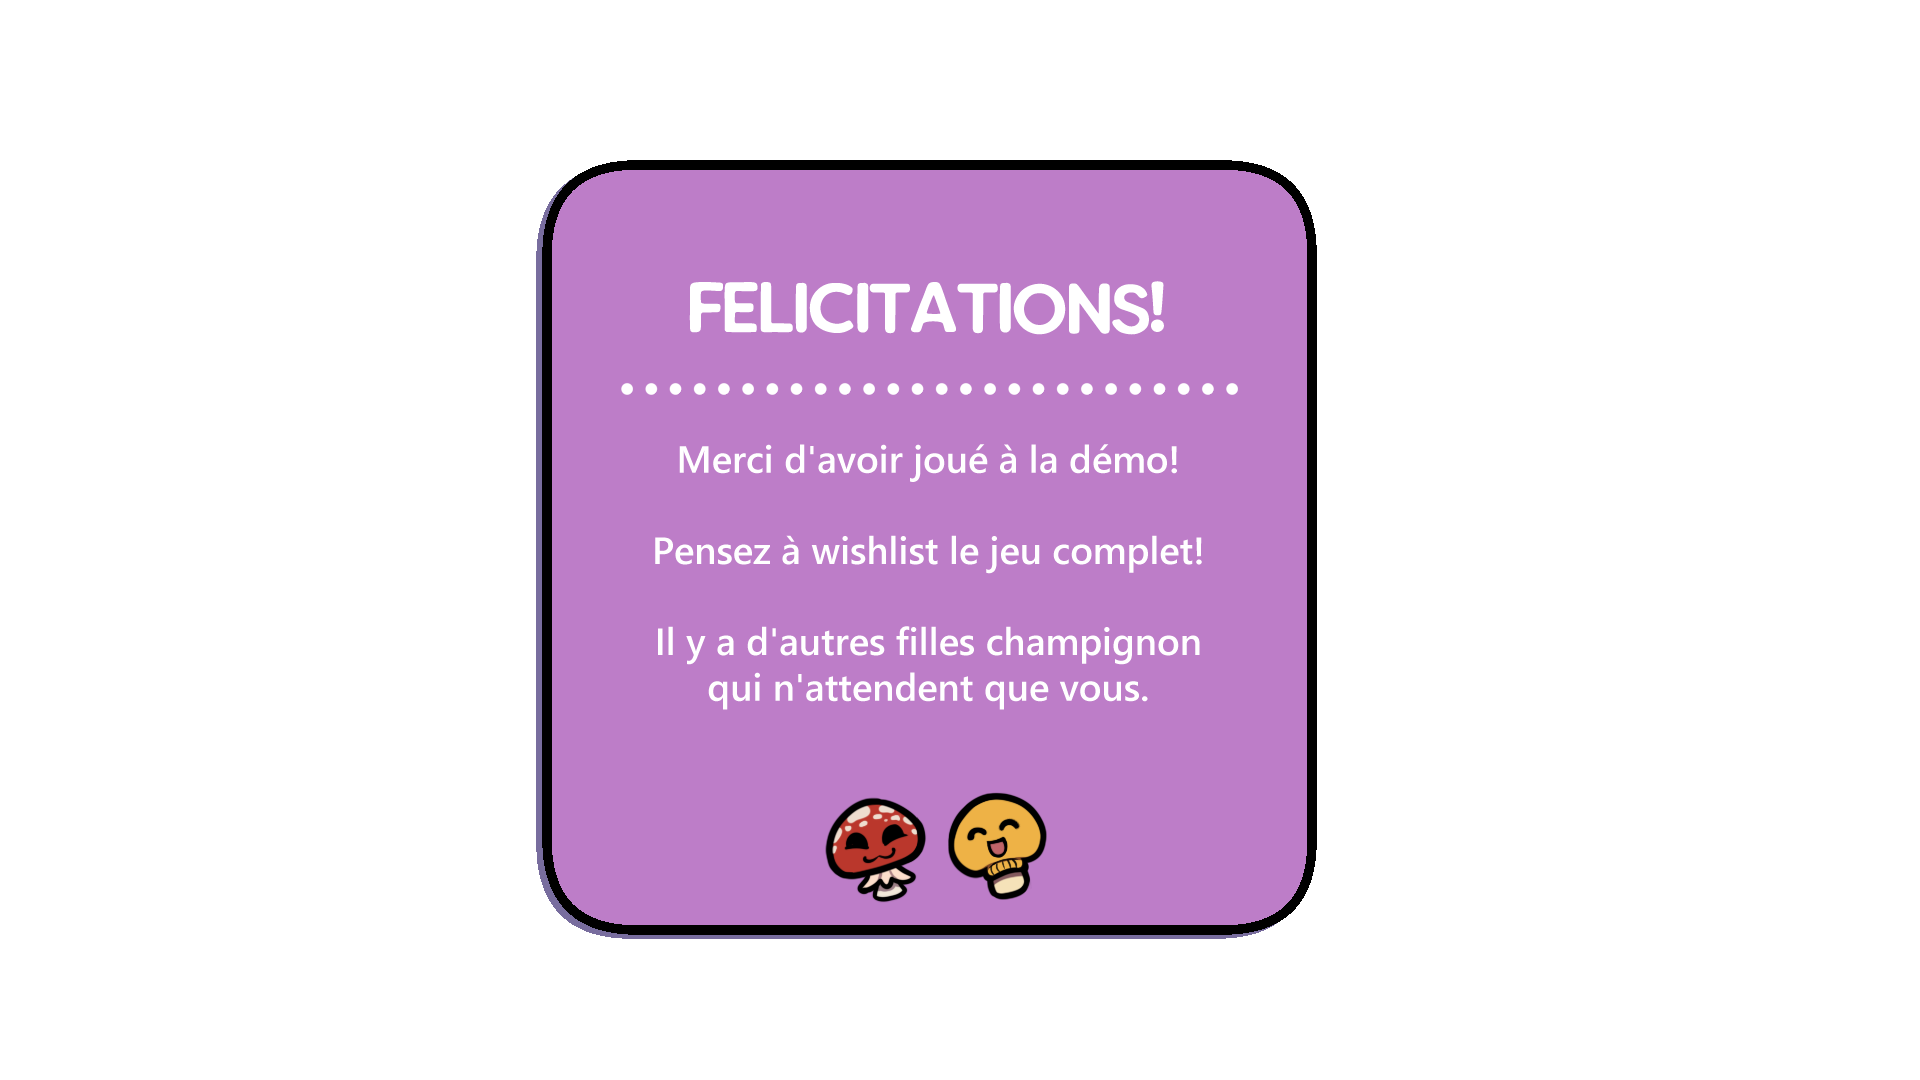 FELICITATIONS!
Merci d'avoir joué à la démo!
Pensez à wishlist le jeu complet!
Il y a d'autres filles champignon
qui n'attendent que vous.